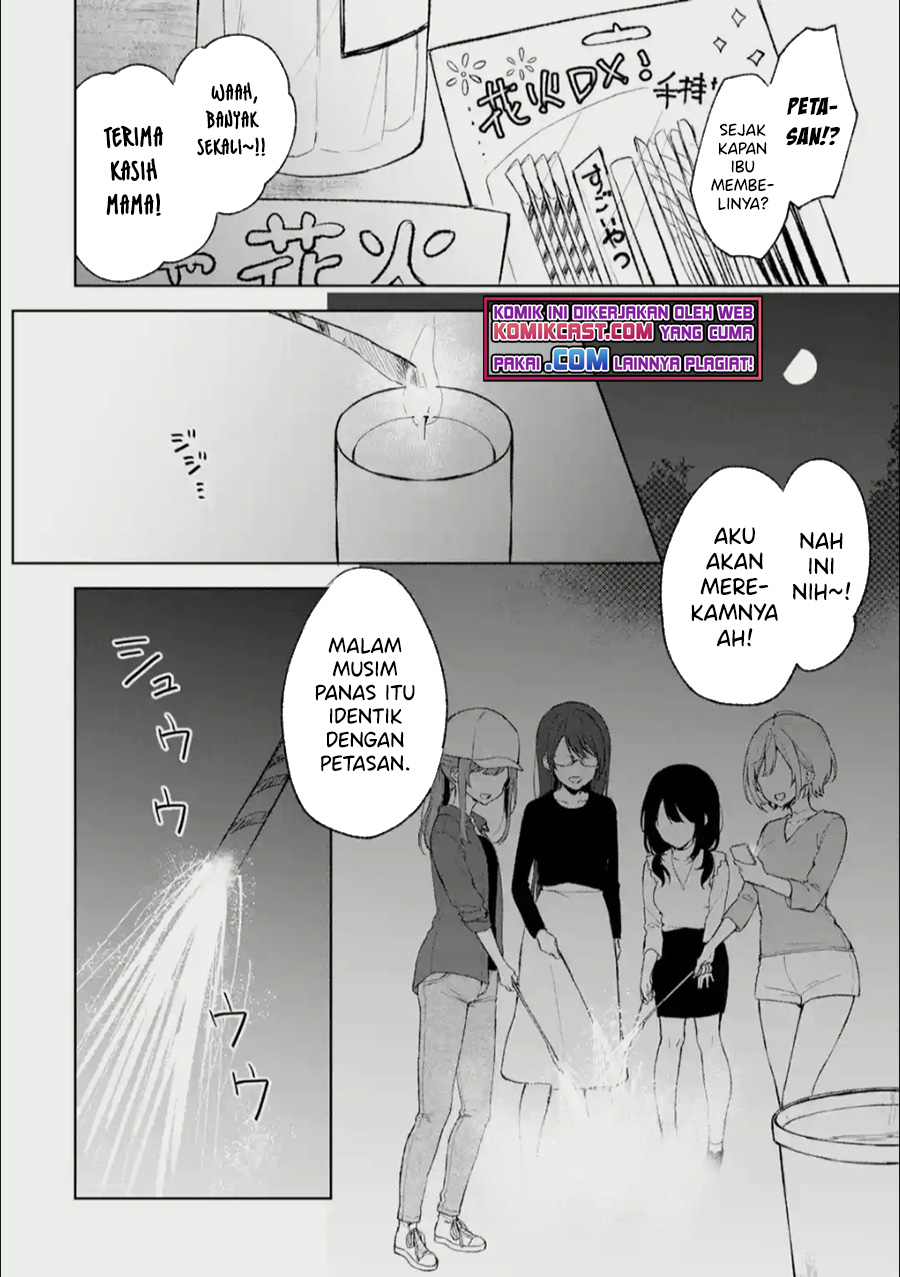 花火DX!
手持
すごいやつ
花火
PETA-
SAN!?
SEJAK
KAPAN
IBU
MEMBE-
LINYA?
WAAH,
BANYAK
SEKALI~!!
TERIMA
KASIH
MAMA!
KOMIK INI DIKERJAKAN OLEH WEB
KOMIKCAST.COM YANG CUMA
PAKAI .COM LAINNYA PLAGIAT!
NAH
INI
NIH~!
AKU
AKAN
MERE-
KAMNYA
AH!
MALAM
MUSIM
PANAS ITU
IDENTIK
DENGAN
PETASAN.
シュウウ
ウウ